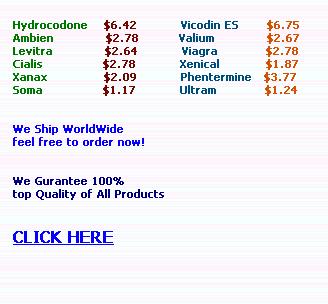 Hydrocodone $6.42 Vicodin ES $6.75
Ambien $2.78 Valium $2.67
Levitra $2.64 Viagra $2.78
Cialis $2.78 Xenical $1.87
Xanax $2.09 Phentermine $3.77
Soma $1.17 Ultram $1.24
We Ship WorldWide
feel free to order now!
We Gurantee 100%
top Quality of All Products
CLICK HERE